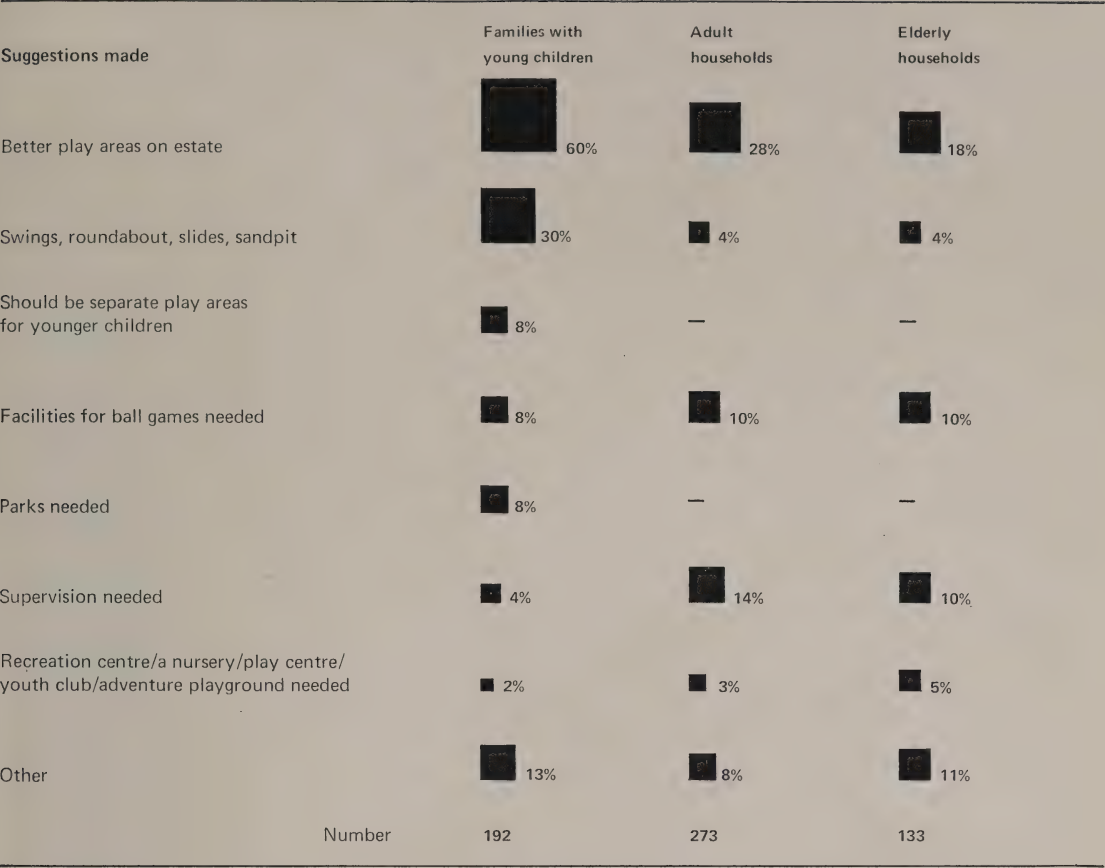 Suggestions made
Families with
young children
Adult
households
Elderly
households
Better play areas on estate 60% 28% 18%
Swings, roundabout, slides, sandpit 30% 4% 4%
Should be separate play areas
for younger children 8% — —
Facilities for ball games needed 8% 10% 10%
Parks needed 8% — —
Supervision needed 4% 14% 10%
Recreation centre/a nursery/play centre/
youth club/adventure playground needed 2% 3% 5%
Other 13% 8% 11%
Number 192 273 133